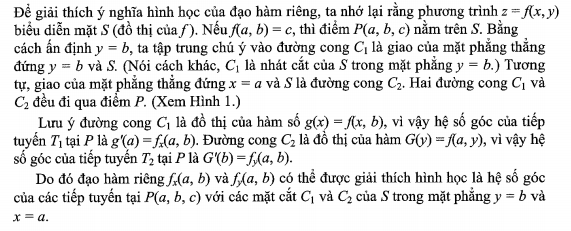 Để giải thích ý nghĩa hình học của đạo hàm riêng, ta nhớ lại rằng phương trình z = f(x, y)
biểu diễn mặt S (đồ thị của f ). Nếu f(a, b) = c, thì điểm P(a, b, c) nằm trên S. Bằng
cách ấn định y = b, ta tập trung chú ý vào đường cong C₁ là giao của mặt phẳng thẳng
đứng y = b và S. (Nói cách khác, C₁ là nhát cắt của S trong mặt phẳng y = b.) Tương
tự, giao của mặt phẳng thẳng đứng x = a và S là đường cong C₂. Hai đường cong C₁ và
C₂ đều đi qua điểm P. (Xem Hình 1.)
Lưu ý đường cong C₁ là đồ thị của hàm số g(x) = f(x, b), vì vậy hệ số góc của tiếp
tuyến T₁ tại P là g'(a) = fₓ(a, b). Đường cong C₂ là đồ thị của hàm G(y) = f(a, y), vì vậy hệ
số góc của tiếp tuyến T₂ tại P là G'(b) = f_y(a, b).
Do đó đạo hàm riêng fₓ(a, b) và f_y(a, b) có thể được giải thích hình học là hệ số góc
của các tiếp tuyến tại P(a, b, c) với các mặt cắt C₁ và C₂ của S trong mặt phẳng y = b và
x = a.